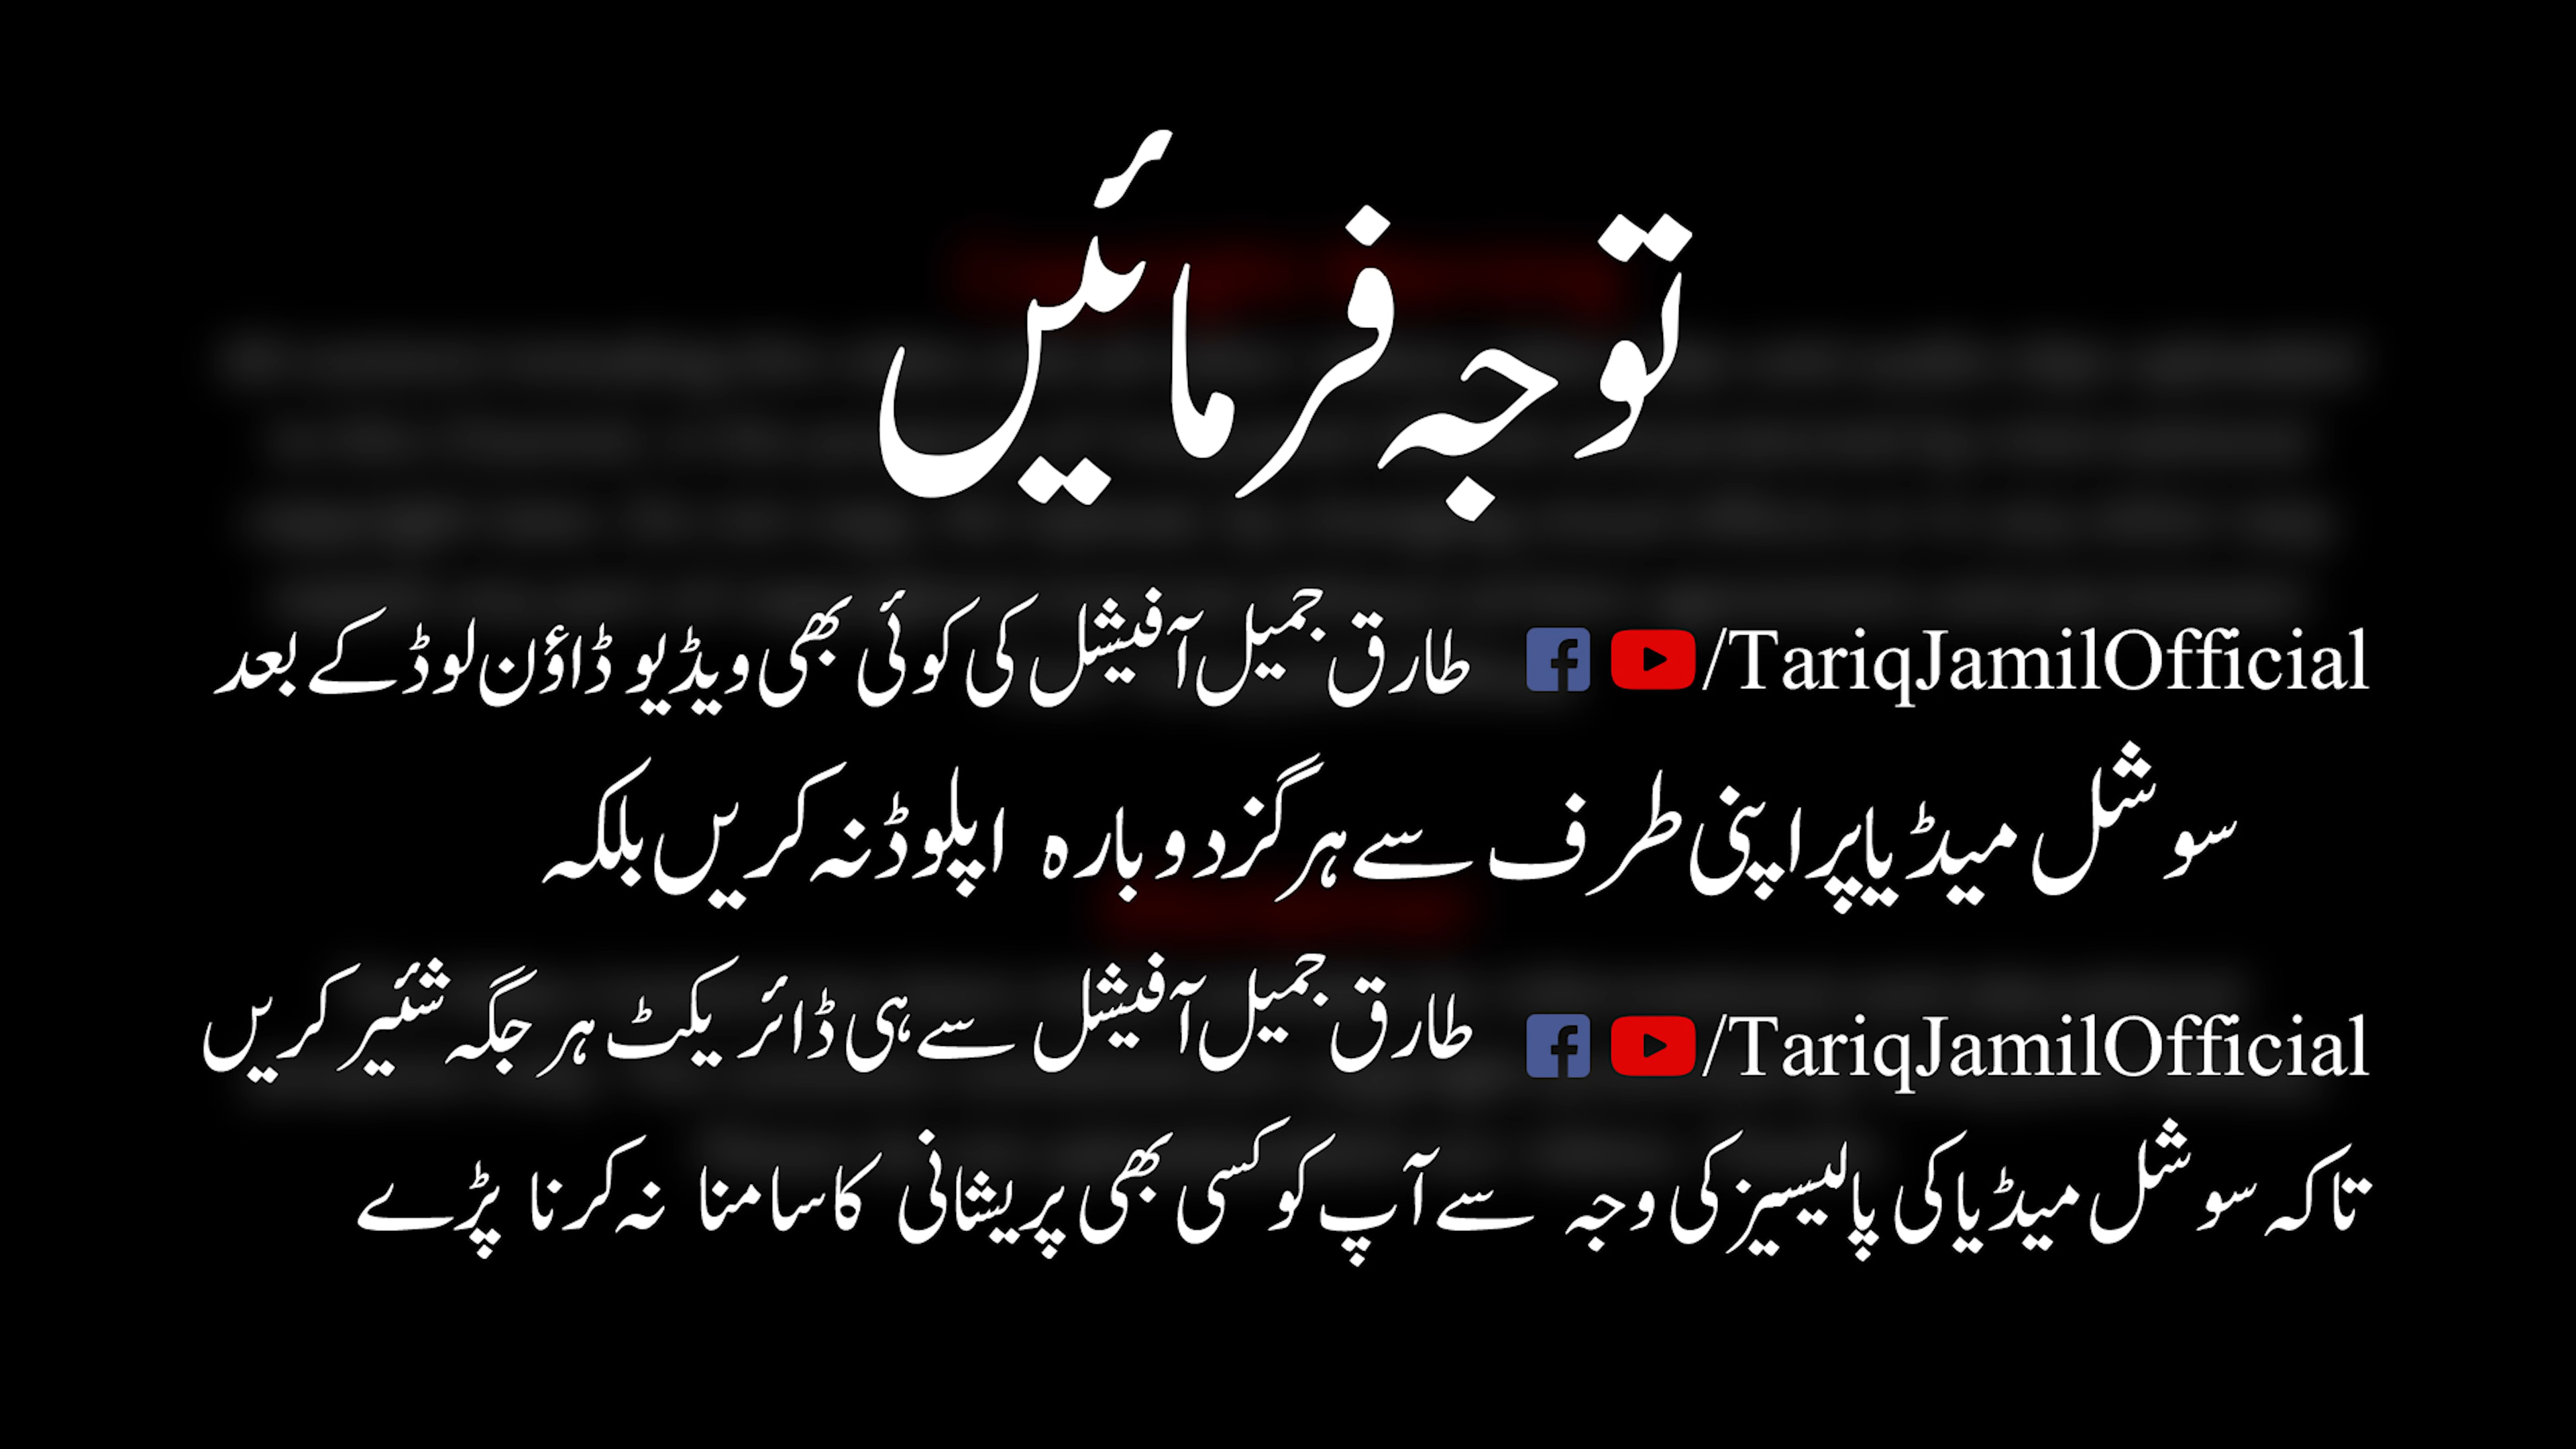 توجہ فرمائیں
/TariqJamilOfficial طارق جمیل آفیشل کی کوئی بھی ویڈیو ڈاؤن لوڈ کے بعد
سوشل میڈیا پر اپنی طرف سے ہرگز دوبارہ اپلوڈ نہ کریں بلکہ
/TariqJamilOfficial طارق جمیل آفیشل سے ہی ڈائریکٹ ہر جگہ شئیر کریں
تاکہ سوشل میڈیا کی پالیسیز کی وجہ سے آپ کو کسی بھی پریشانی کا سامنا نہ کرنا پڑے